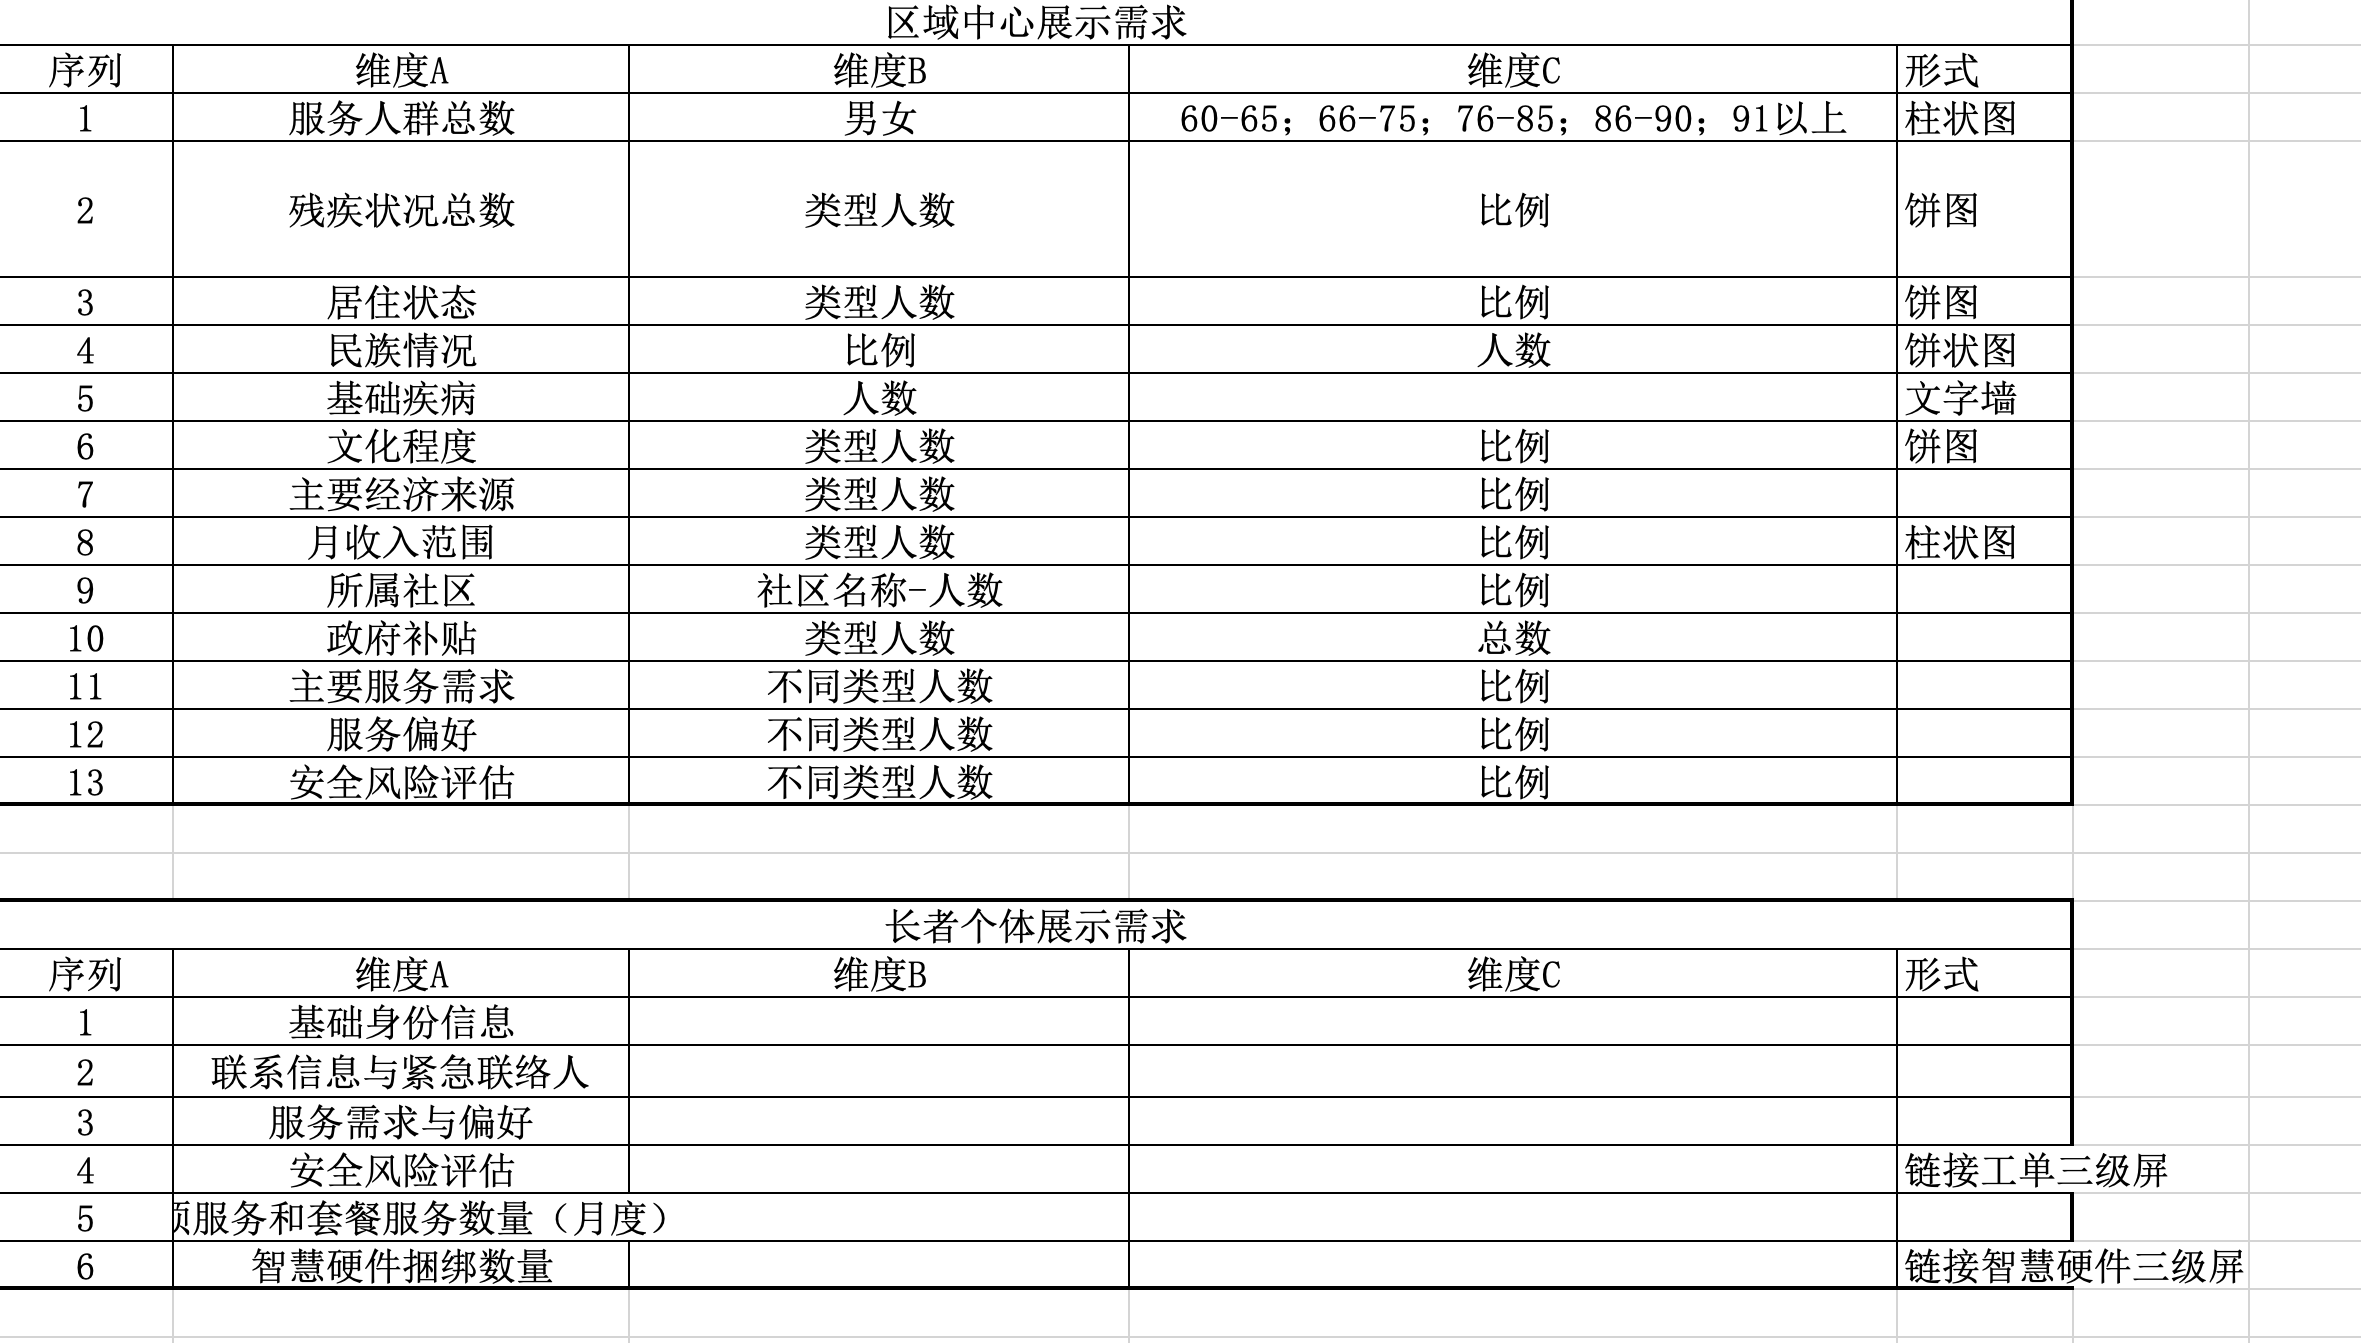 区域中心展示需求
序列 维度A 维度B 维度C 形式
1 服务人群总数 男女 60-65；66-75；76-85；86-90；91以上 柱状图
2 残疾状况总数 类型人数 比例 饼图
3 居住状态 类型人数 比例 饼图
4 民族情况 比例 人数 饼状图
5 基础疾病 人数 文字墙
6 文化程度 类型人数 比例 饼图
7 主要经济来源 类型人数 比例
8 月收入范围 类型人数 比例 柱状图
9 所属社区 社区名称-人数 比例
10 政府补贴 类型人数 总数
11 主要服务需求 不同类型人数 比例
12 服务偏好 不同类型人数 比例
13 安全风险评估 不同类型人数 比例
长者个体展示需求
序列 维度A 维度B 维度C 形式
1 基础身份信息
2 联系信息与紧急联络人
3 服务需求与偏好
4 安全风险评估 链接工单三级屏
5 服务和套餐服务数量（月度）
6 智慧硬件捆绑数量 链接智慧硬件三级屏